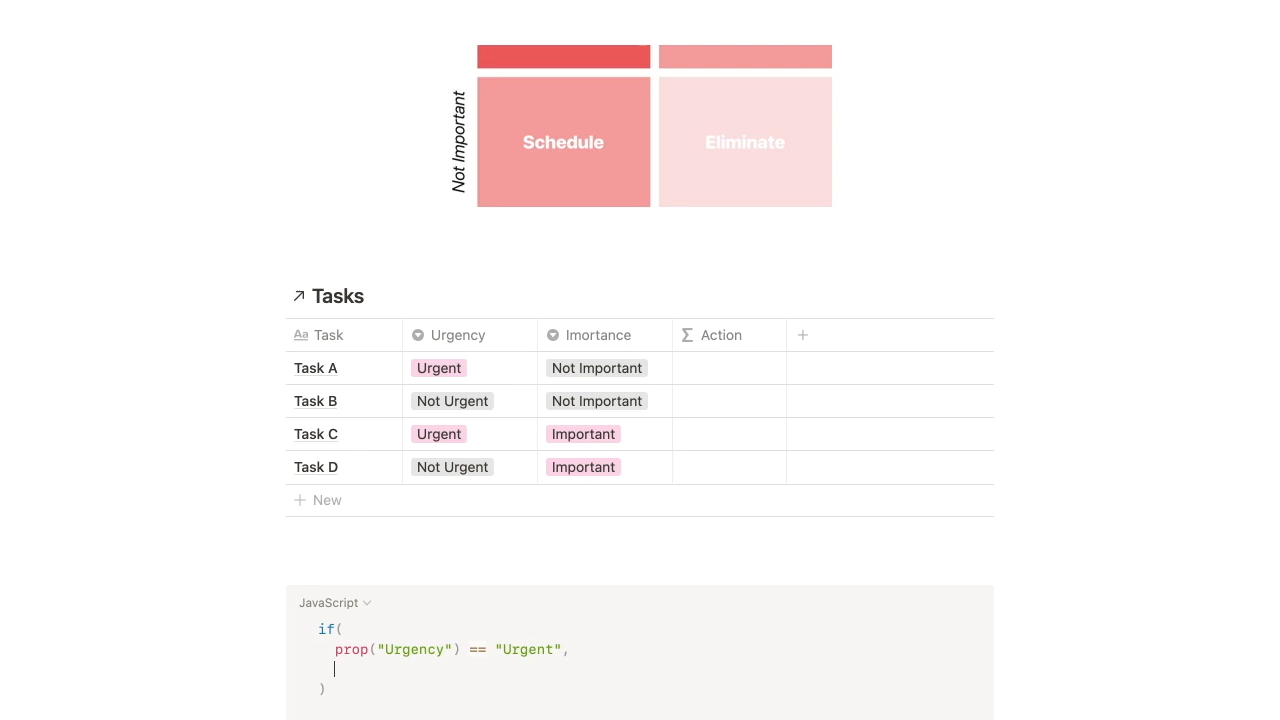 Not Important
Schedule
Eliminate
Tasks
Task Urgency Imortance Action
Task A Urgent Not Important
Task B Not Urgent Not Important
Task C Urgent Important
Task D Not Urgent Important
New
JavaScript
if(
prop("Urgency") == "Urgent",
)